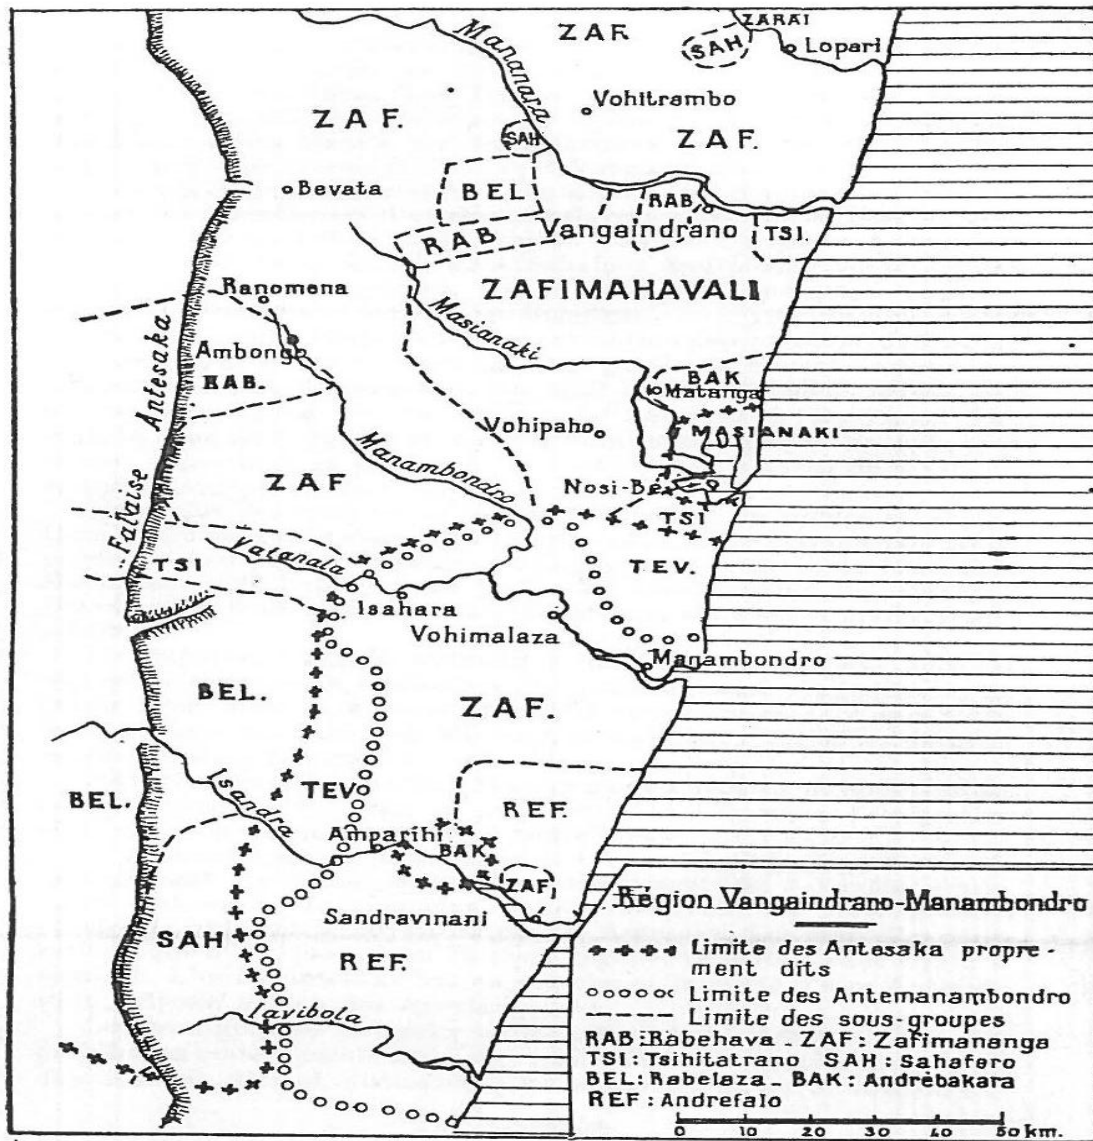 ZARAI
ZAF.
SAH
Lopari
Mananara
Vohitrambo
ZAF.
ZAF.
SAH
Bevata
BEL
RAB
TSI.
Vangaindrano
RAB
ZAFIMAHAVALI
Ranomena
Masianaki
Ambongo
RAB.
Falaise Antesaka
BAK
Matanga
MASIANAKI
Vohipaho
Manambondro
ZAF
Nosi-Be
TSI
TEV.
Vatanala
TSI
Isahara
Vohimalaza
Manambondro
BEL.
ZAF.
BEL.
TEV
Isandra
REF.
Amparihi
BAK
ZAF
Sandravinani
SAH
REF.
Iavibola
Région Vangaindrano-Manambondro
Limite des Antesaka propre-
ment dits
Limite des Antemanambondro
Limite des sous-groupes
RAB:Rabehava. ZAF: Zafimananga
TSI: Tsihitatrano SAH: Sahafero
BEL: Rabelaza. BAK: Andrébakara
REF: Andrefalo
0 10 20 30 40 50 km.